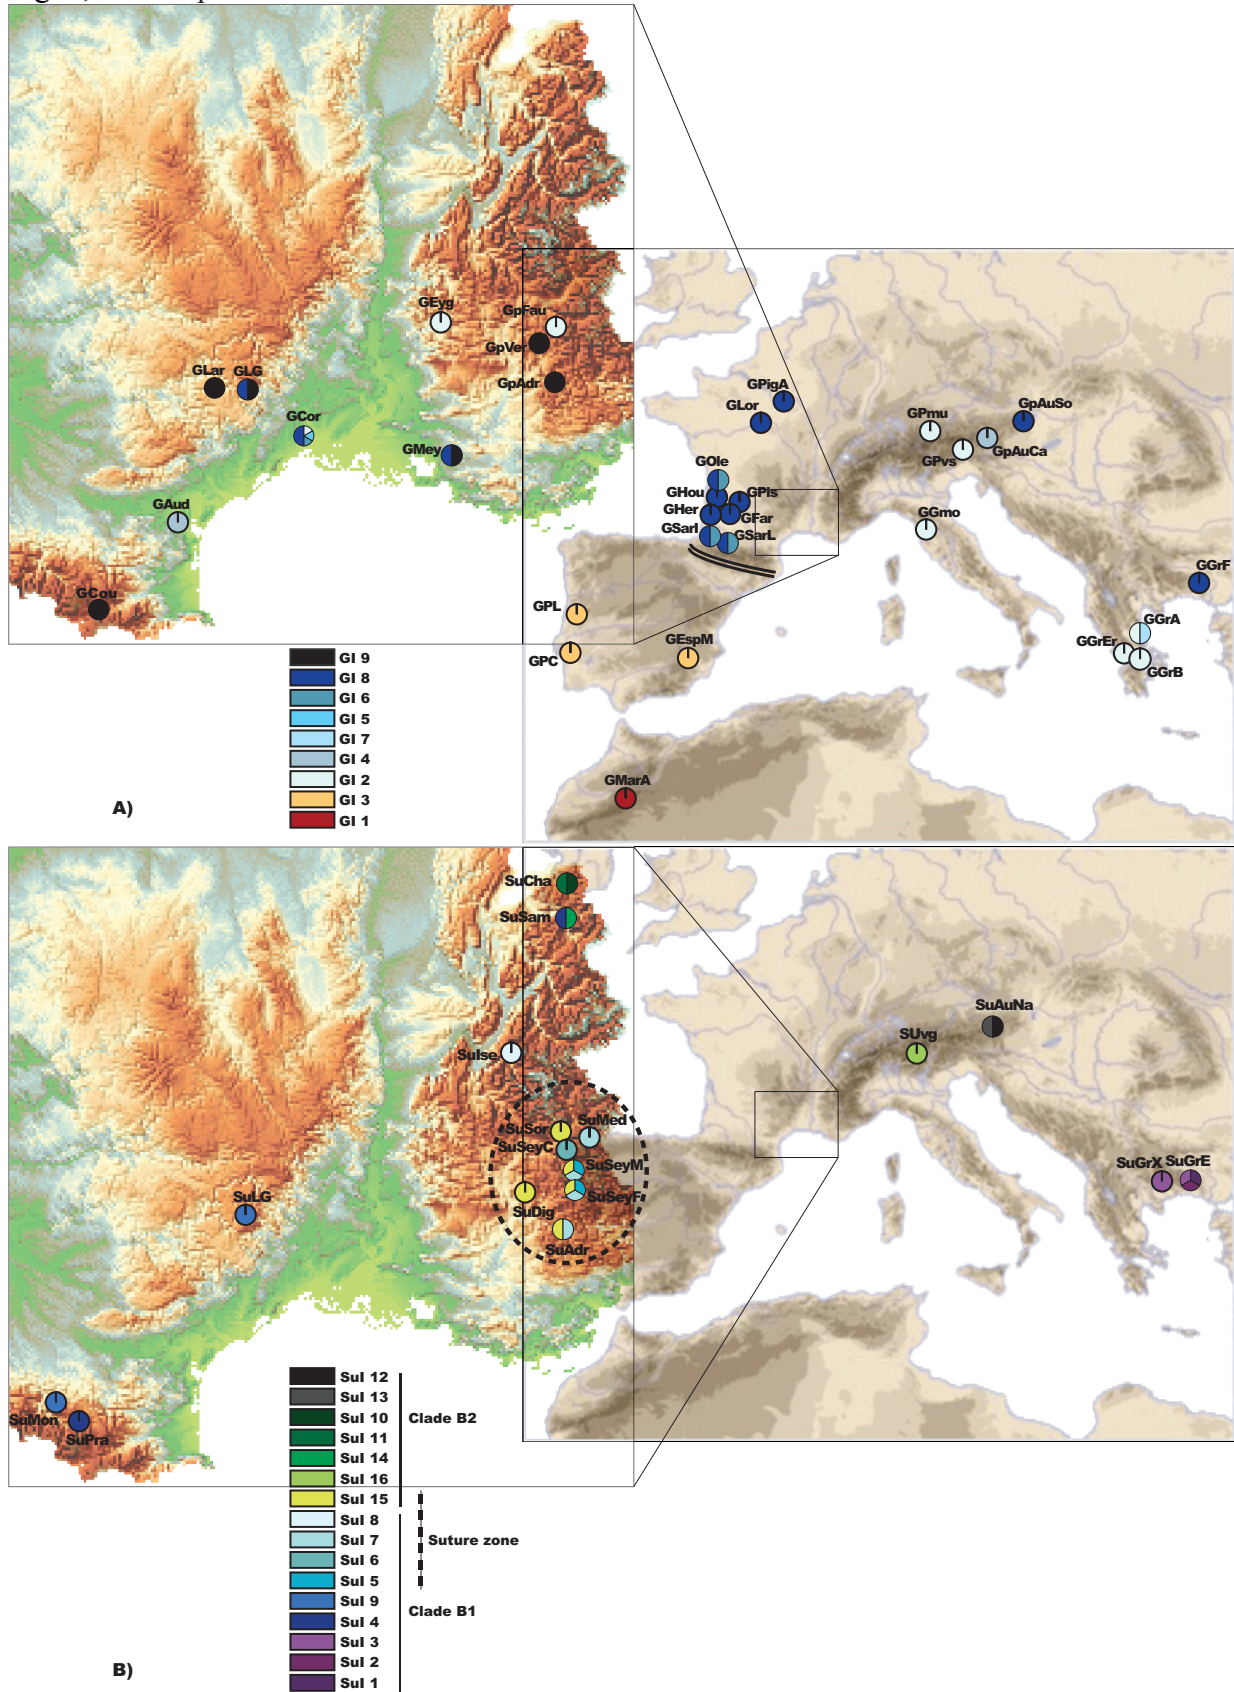 GEyg
GpFau
GpVer
GpAdr
GLar
GLG
GCor
GMey
GAud
GCou
GPigA
GLor
GpAuSo
GPmu
GPvs
GpAuCa
GOle
GHou
GPis
GHer
GFar
GSarI
GSarL
GGmo
GGrF
GPL
GPC
GEspM
GGrA
GGrEr
GGrB
GMarA
GI 9
GI 8
GI 6
GI 5
GI 7
GI 4
GI 2
GI 3
GI 1
A)
SuCha
SuSam
SuIse
SuSor
SuMed
SuSeyC
SuSeyM
SuSeyF
SuDig
SuAdr
SuLG
SuMon
SuPra
SuAuNa
SUvg
SuGrX
SuGrE
SuI 12
SuI 13
SuI 10
SuI 11
SuI 14
SuI 16
SuI 15
SuI 8
SuI 7
SuI 6
SuI 5
SuI 9
SuI 4
SuI 3
SuI 2
SuI 1
Clade B2
Suture zone
Clade B1
B)